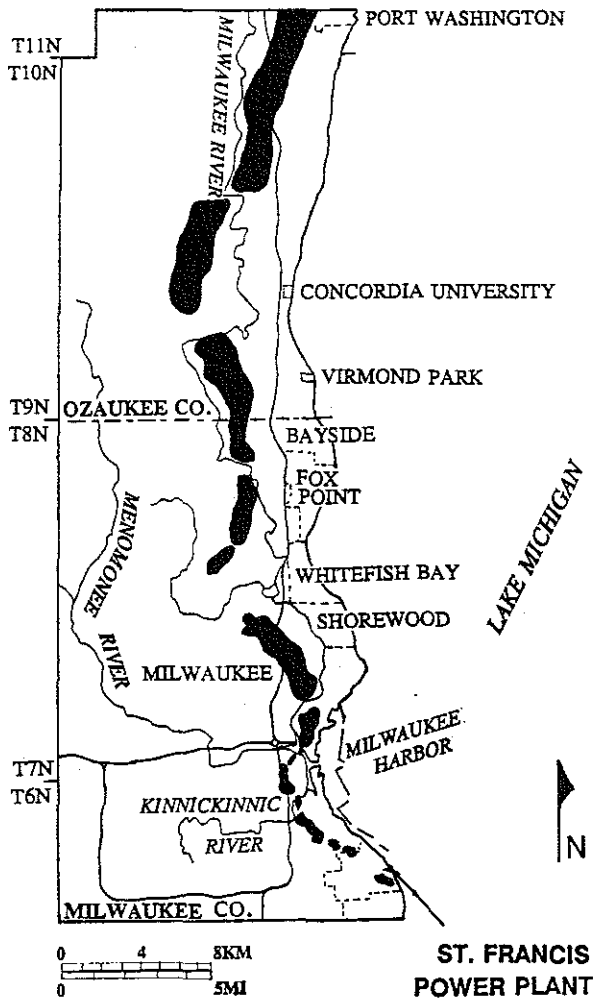 PORT WASHINGTON
T11N
T10N
MILWAUKEE RIVER
CONCORDIA UNIVERSITY
VIRMOND PARK
T9N
OZAUKEE CO.
T8N
BAYSIDE
FOX
POINT
MENOMONEE
RIVER
LAKE MICHIGAN
WHITEFISH BAY
SHOREWOOD
MILWAUKEE
MILWAUKEE
HARBOR
T7N
T6N
KINNICKINNIC
RIVER
N
MILWAUKEE CO.
0 4 8KM
0 5MI
ST. FRANCIS
POWER PLANT